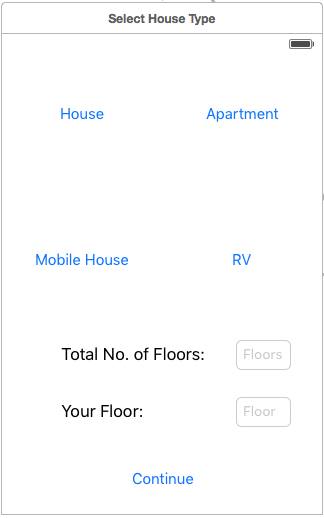 Select House Type
House Apartment
Mobile House RV
Total No. of Floors: Floors
Your Floor: Floor
Continue